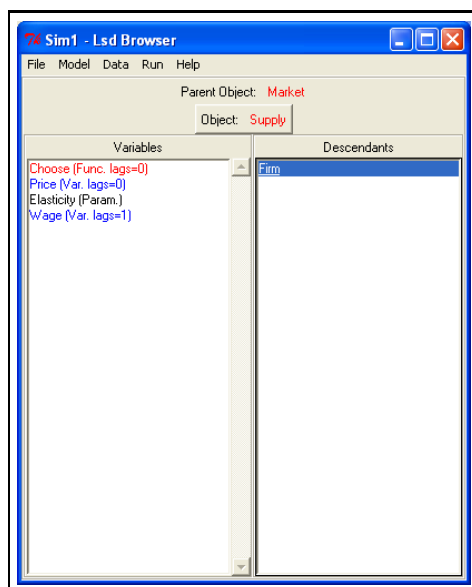 Sim1 - Lsd Browser
File Model Data Run Help
Parent Object: Market
Object: Supply
Variables
Choose (Func. lags=0)
Price (Var. lags=0)
Elasticity (Param.)
Wage (Var. lags=1)
Descendants
Firm